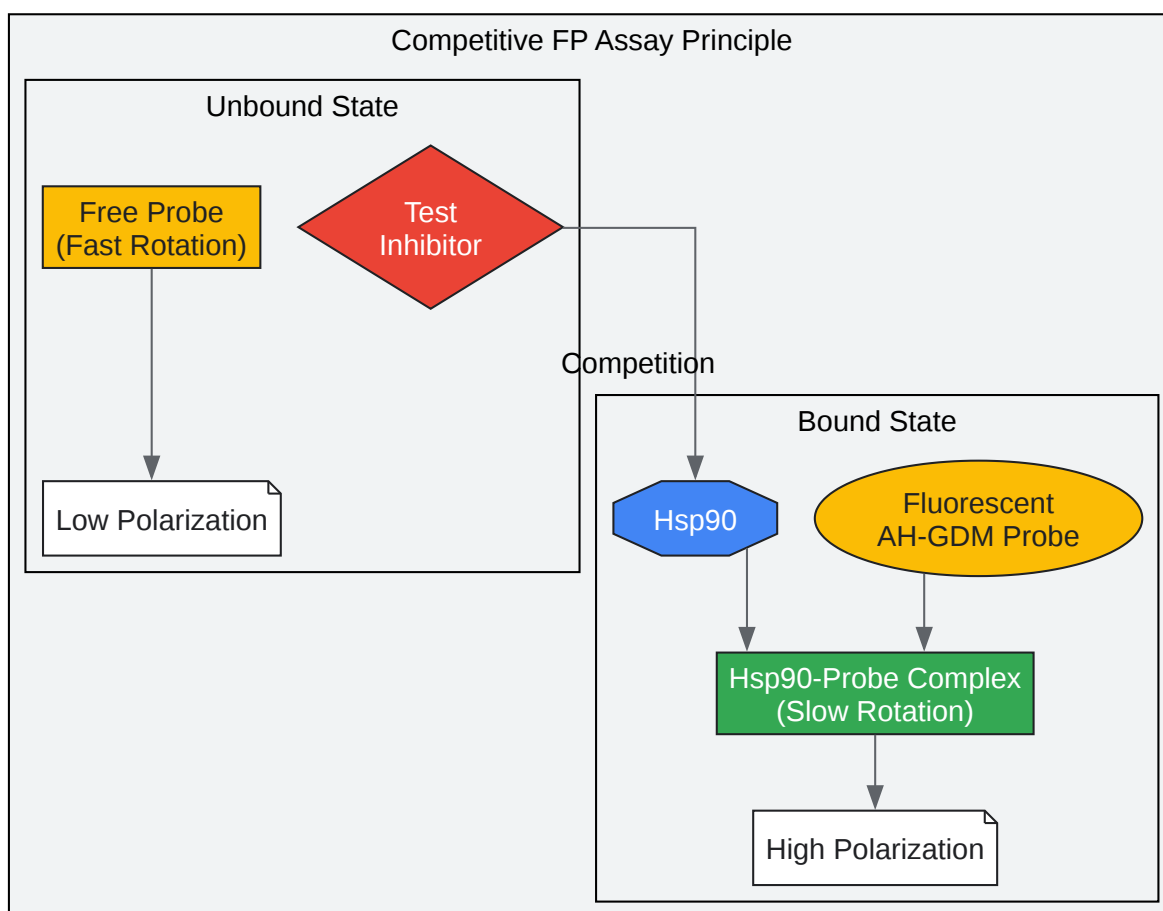 Competitive FP Assay Principle
Unbound State
Free Probe
(Fast Rotation)
Test
Inhibitor
Competition
Low Polarization
Bound State
Hsp90
Fluorescent
AH-GDM Probe
Hsp90-Probe Complex
(Slow Rotation)
High Polarization